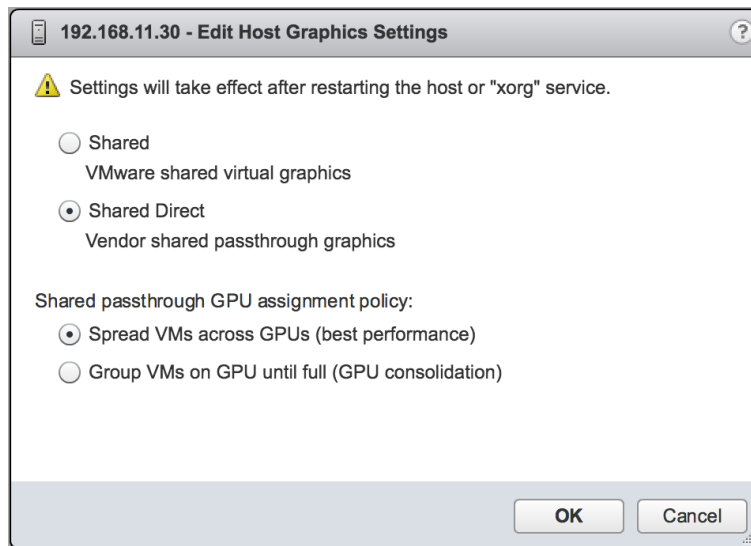 192.168.11.30 - Edit Host Graphics Settings
?
Settings will take effect after restarting the host or "xorg" service.
Shared
VMware shared virtual graphics
Shared Direct
Vendor shared passthrough graphics
Shared passthrough GPU assignment policy:
Spread VMs across GPUs (best performance)
Group VMs on GPU until full (GPU consolidation)
OK Cancel